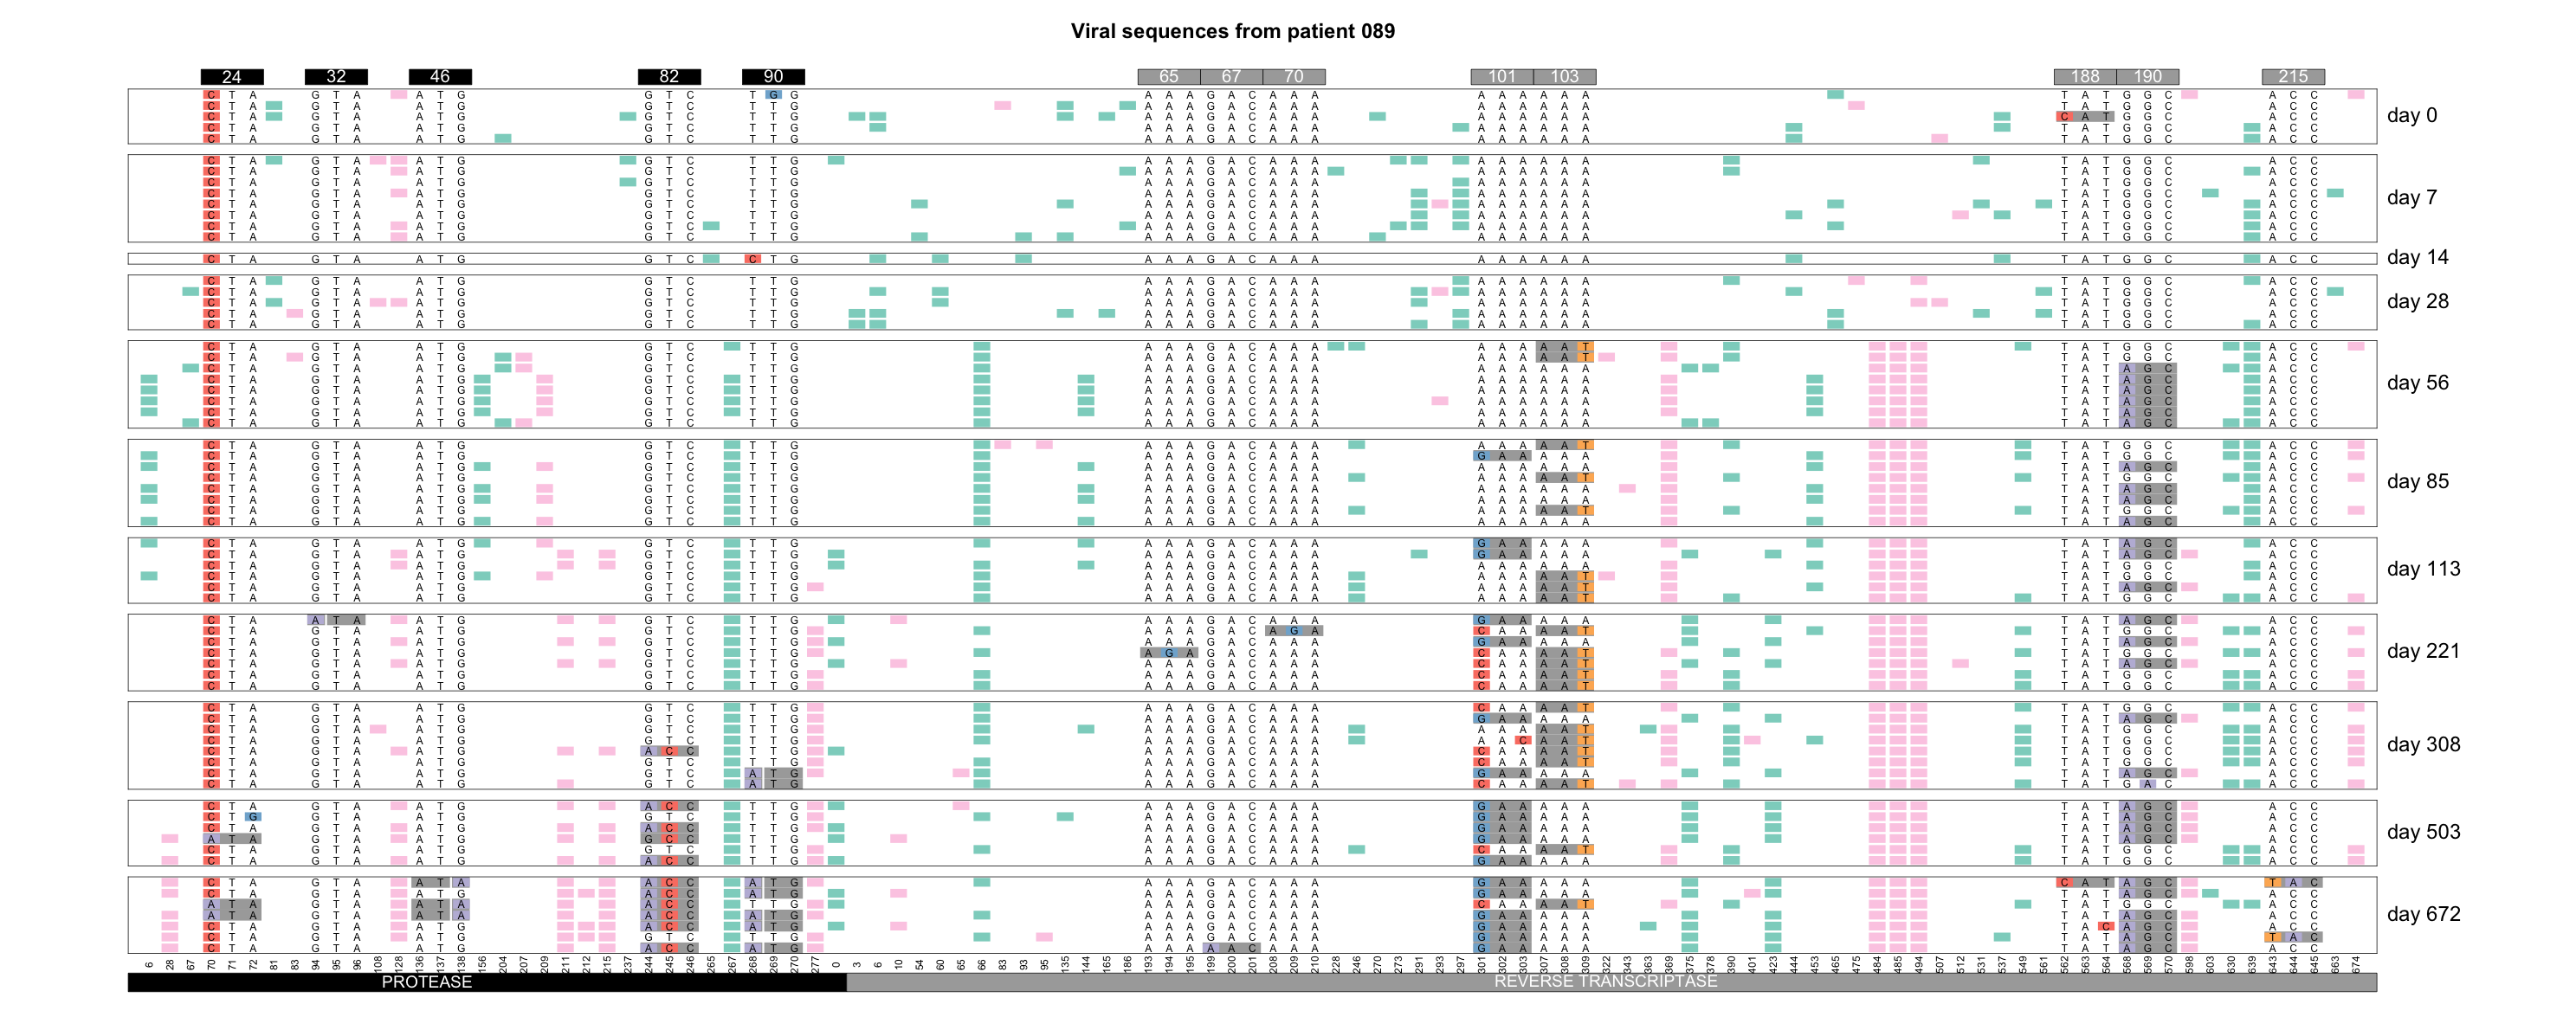 Viral sequences from patient 089
24 32 46 82 90 65 67 70 101 103 188 190 215
C T A G T A A T G G T C T G G A A A G A C A A A A A A A A A T A T G G C A C C
C T A G T A A T G G T C T T G A A A G A C A A A A A A A A A T A T G G C A C C
C T A G T A A T G G T C T T G A A A G A C A A A A A A A A A C A T G G C A C C
C T A G T A A T G G T C T T G A A A G A C A A A A A A A A A T A T G G C A C C
C T A G T A A T G G T C T T G A A A G A C A A A A A A A A A T A T G G C A C C
day 0
C T A G T A A T G G T C T T G A A A G A C A A A A A A A A A T A T G G C A C C
C T A G T A A T G G T C T T G A A A G A C A A A A A A A A A T A T G G C A C C
C T A G T A A T G G T C T T G A A A G A C A A A A A A A A A T A T G G C A C C
C T A G T A A T G G T C T T G A A A G A C A A A A A A A A A T A T G G C A C C
C T A G T A A T G G T C T T G A A A G A C A A A A A A A A A T A T G G C A C C
C T A G T A A T G G T C T T G A A A G A C A A A A A A A A A T A T G G C A C C
C T A G T A A T G G T C T T G A A A G A C A A A A A A A A A T A T G G C A C C
C T A G T A A T G G T C T T G A A A G A C A A A A A A A A A T A T G G C A C C
day 7
C T A G T A A T G G T C C T G A A A G A C A A A A A A A A A T A T G G C A C C
day 14
C T A G T A A T G G T C T T G A A A G A C A A A A A A A A A T A T G G C A C C
C T A G T A A T G G T C T T G A A A G A C A A A A A A A A A T A T G G C A C C
C T A G T A A T G G T C T T G A A A G A C A A A A A A A A A T A T G G C A C C
C T A G T A A T G G T C T T G A A A G A C A A A A A A A A A T A T G G C A C C
C T A G T A A T G G T C T T G A A A G A C A A A A A A A A A T A T G G C A C C
day 28
C T A G T A A T G G T C T T G A A A G A C A A A A A A A A T T A T G G C A C C
C T A G T A A T G G T C T T G A A A G A C A A A A A A A A T T A T G G C A C C
C T A G T A A T G G T C T T G A A A G A C A A A A A A A A A T A T A G C A C C
C T A G T A A T G G T C T T G A A A G A C A A A A A A A A A T A T A G C A C C
C T A G T A A T G G T C T T G A A A G A C A A A A A A A A A T A T A G C A C C
C T A G T A A T G G T C T T G A A A G A C A A A A A A A A A T A T A G C A C C
C T A G T A A T G G T C T T G A A A G A C A A A A A A A A A T A T A G C A C C
C T A G T A A T G G T C T T G A A A G A C A A A A A A A A A T A T A G C A C C
day 56
C T A G T A A T G G T C T T G A A A G A C A A A A A A A A T T A T G G C A C C
C T A G T A A T G G T C T T G A A A G A C A A A G A A A A A T A T G G C A C C
C T A G T A A T G G T C T T G A A A G A C A A A A A A A A A T A T A G C A C C
C T A G T A A T G G T C T T G A A A G A C A A A A A A A A T T A T G G C A C C
C T A G T A A T G G T C T T G A A A G A C A A A A A A A A A T A T A G C A C C
C T A G T A A T G G T C T T G A A A G A C A A A A A A A A A T A T A G C A C C
C T A G T A A T G G T C T T G A A A G A C A A A A A A A A T T A T G G C A C C
C T A G T A A T G G T C T T G A A A G A C A A A A A A A A A T A T A G C A C C
day 85
C T A G T A A T G G T C T T G A A A G A C A A A G A A A A A T A T A G C A C C
C T A G T A A T G G T C T T G A A A G A C A A A G A A A A A T A T A G C A C C
C T A G T A A T G G T C T T G A A A G A C A A A A A A A A A T A T G G C A C C
C T A G T A A T G G T C T T G A A A G A C A A A A A A A A T T A T G G C A C C
C T A G T A A T G G T C T T G A A A G A C A A A A A A A A T T A T A G C A C C
C T A G T A A T G G T C T T G A A A G A C A A A A A A A A T T A T G G C A C C
day 113
C T A A T A A T G G T C T T G A A A G A C A A A G A A A A A T A T A G C A C C
C T A G T A A T G G T C T T G A A A G A C A G A C A A A A T T A T G G C A C C
C T A G T A A T G G T C T T G A A A G A C A A A G A A A A A T A T A G C A C C
C T A G T A A T G G T C T T G A G A G A C A A A C A A A A T T A T G G C A C C
C T A G T A A T G G T C T T G A A A G A C A A A C A A A A T T A T A G C A C C
C T A G T A A T G G T C T T G A A A G A C A A A C A A A A T T A T G G C A C C
C T A G T A A T G G T C T T G A A A G A C A A A C A A A A T T A T G G C A C C
day 221
C T A G T A A T G G T C T T G A A A G A C A A A C A A A A T T A T G G C A C C
C T A G T A A T G G T C T T G A A A G A C A A A G A A A A A T A T A G C A C C
C T A G T A A T G G T C T T G A A A G A C A A A A A A A A T T A T G G C A C C
C T A G T A A T G G T C T T G A A A G A C A A A A A C A A T T A T G G C A C C
C T A G T A A T G A C C T T G A A A G A C A A A C A A A A T T A T G G C A C C
C T A G T A A T G G T C T T G A A A G A C A A A C A A A A T T A T G G C A C C
C T A G T A A T G G T C A T G A A A G A C A A A G A A A A A T A T A G C A C C
C T A G T A A T G G T C A T G A A A G A C A A A C A A A A T T A T G A C A C C
day 308
C T A G T A A T G A C C T T G A A A G A C A A A G A A A A A T A T A G C A C C
C T G G T A A T G G T C T T G A A A G A C A A A G A A A A A T A T A G C A C C
C T A G T A A T G A C C T T G A A A G A C A A A G A A A A A T A T A G C A C C
A T A G T A A T G G C C T T G A A A G A C A A A G A A A A A T A T A G C A C C
C T A G T A A T G G T C T T G A A A G A C A A A C A A A A T T A T G G C A C C
C T A G T A A T G A C C T T G A A A G A C A A A G A A A A A T A T G G C A C C
day 503
C T A G T A A T A A C C A T G A A A G A C A A A G A A A A A C A T A G C T A C
C T A G T A A T G A C C A T G A A A G A C A A A G A A A A A T A T A G C A C C
A T A G T A A T A A C C T T G A A A G A C A A A C A A A A T T A T G G C A C C
A T A G T A A T A A C C A T G A A A G A C A A A G A A A A A T A T A G C A C C
C T A G T A A T G A C C A T G A A A G A C A A A G A A A A A T A C A G C A C C
C T A G T A A T G G T C T T G A A A G A C A A A G A A A A A T A T A G C T A C
C T A G T A A T G A C C A T G A A A A A C A A A G A A A A A T A T A G C A C C
day 672
6 28 67 70 71 72 81 83 94 95 96 108 128 136 137 138 156 204 207 209 211 212 215 237 244 245 246 265 267 268 269 270 277 0 3 6 10 54 60 65 66 83 93 95 135 144 165 186 193 194 195 199 200 201 208 209 210 228 246 270 273 291 293 297 301 302 303 307 308 309 322 343 363 369 375 378 390 401 423 444 453 465 475 484 485 494 507 512 531 537 549 561 562 563 564 568 569 570 598 603 630 639 643 644 645 663 674
PROTEASE REVERSE TRANSCRIPTASE